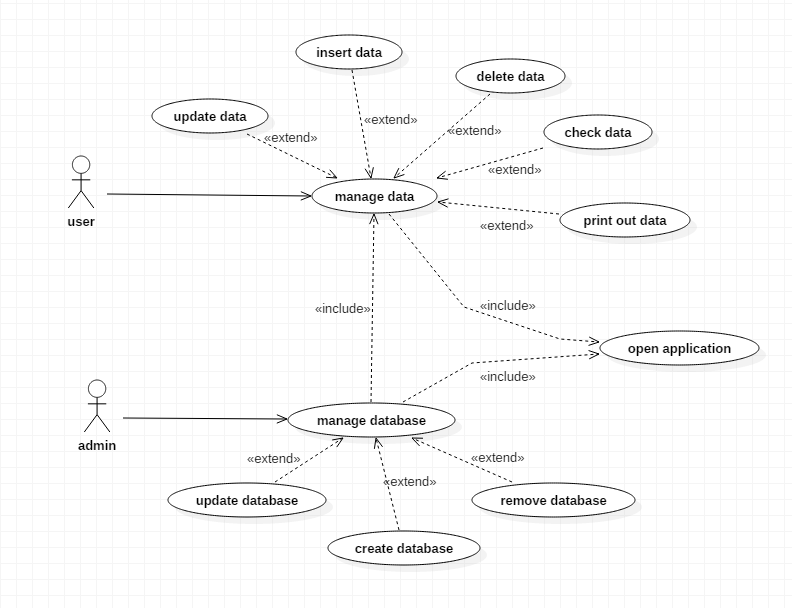 insert data
delete data
update data
«extend»
«extend»
«extend»
check data
«extend»
user
manage data
print out data
«extend»
«include»
«include»
open application
«include»
admin
manage database
«extend»
«extend»
«extend»
update database
remove database
create database